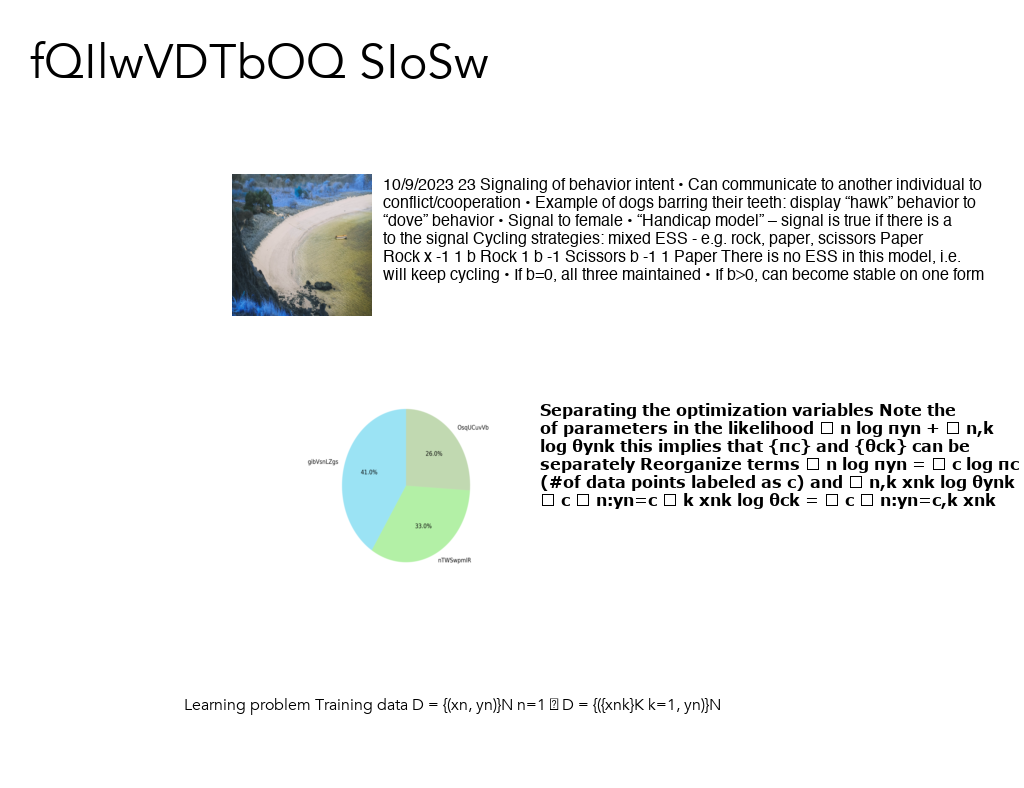 fQIlwVDTbOQ SIoSw
10/9/2023 23 Signaling of behavior intent • Can communicate to another individual to
conflict/cooperation • Example of dogs barring their teeth: display “hawk” behavior to
“dove” behavior • Signal to female • “Handicap model” – signal is true if there is a
to the signal Cycling strategies: mixed ESS - e.g. rock, paper, scissors Paper
Rock x -1 1 b Rock 1 b -1 Scissors b -1 1 Paper There is no ESS in this model, i.e.
will keep cycling • If b=0, all three maintained • If b>0, can become stable on one form
OsqUCuvVb
26.0%
gibVsnLZgs
41.0%
33.0%
nTWSwpmIR
Separating the optimization variables Note the
of parameters in the likelihood □ n log πyn + □ n,k
log θynk this implies that {πc} and {θck} can be
separately Reorganize terms □ n log πyn = □ c log πc
(#of data points labeled as c) and □ n,k xnk log θynk
□ c □ n:yn=c □ k xnk log θck = □ c □ n:yn=c,k xnk
Learning problem Training data D = {(xn, yn)}N n=1 ⍰ D = {({xnk}K k=1, yn)}N